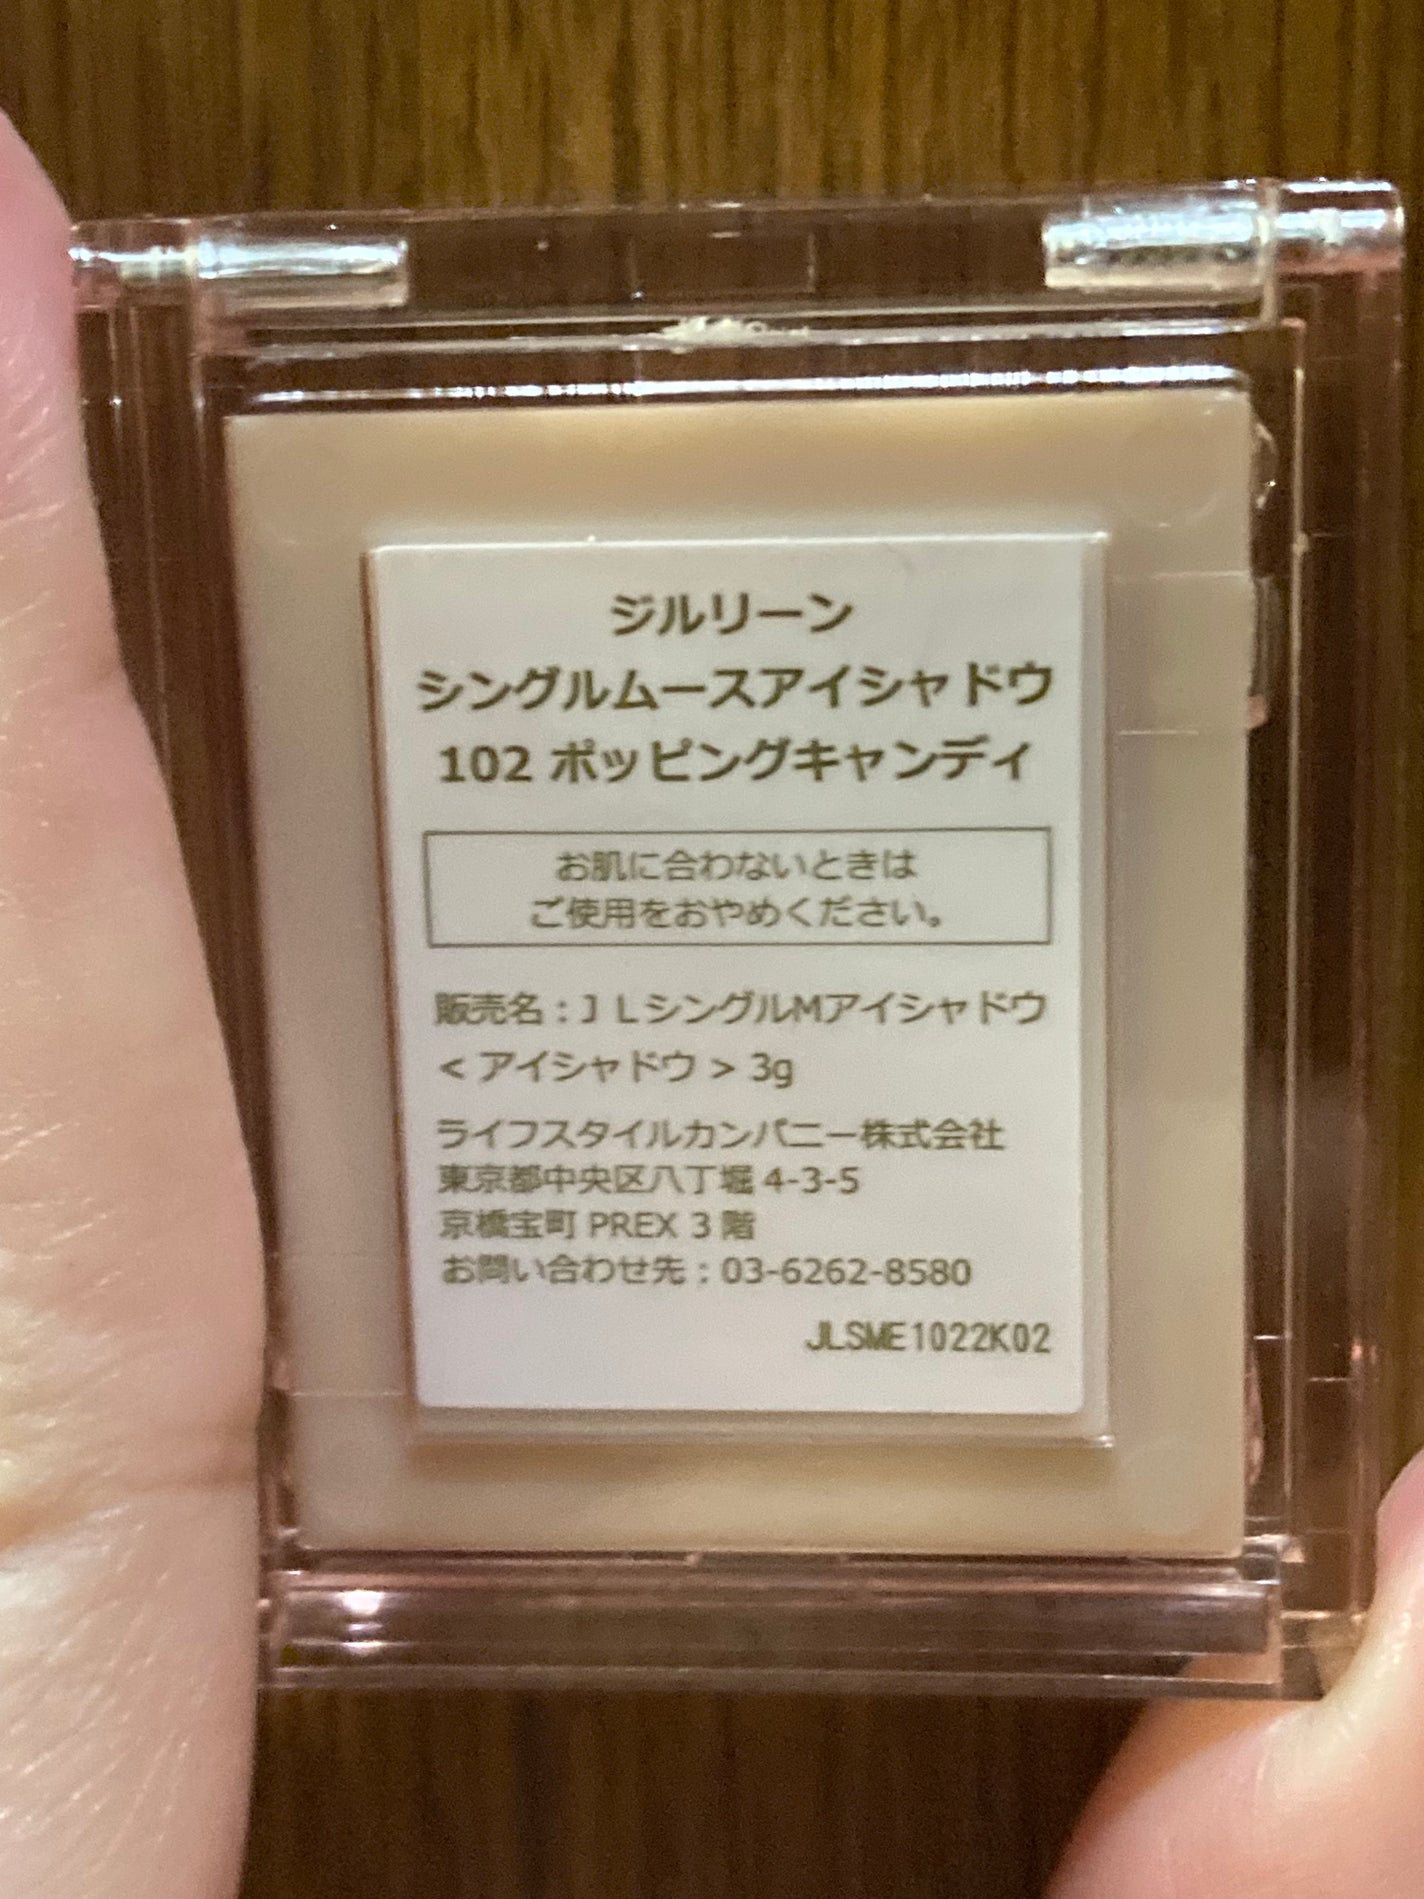 ジルリーン
シングルムースアイシャドウ
102 ポッピングキャンディ
お肌に合わないときは
ご使用をおやめください。
販売名：ＪＬシングルMアイシャドウ
＜アイシャドウ＞3g
ライフスタイルカンパニー株式会社
東京都中央区八丁堀 4-3-5
京橋宝町 PREX 3 階
お問い合わせ先：03-6262-8580
JLSME1022K02